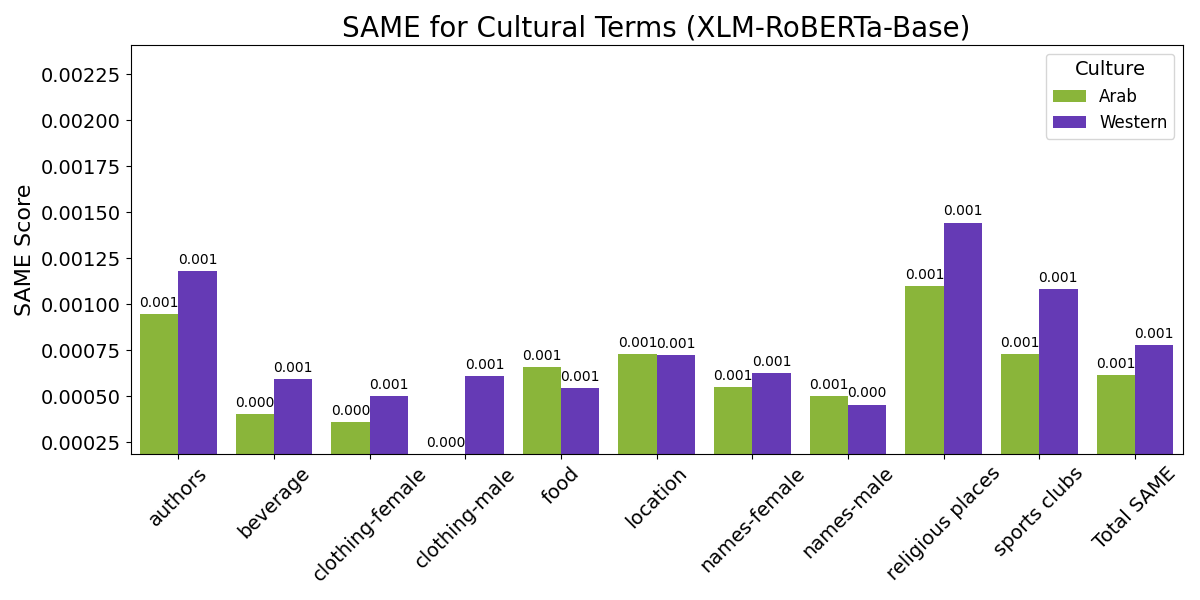 SAME for Cultural Terms (XLM-RoBERTa-Base)
Culture
Arab
Western
SAME Score
0.00225
0.00200
0.00175
0.00150
0.00125
0.00100
0.00075
0.00050
0.00025
0.001 0.001
0.000 0.001
0.000 0.001
0.000 0.001
0.001 0.001
0.001 0.001
0.001 0.001
0.001 0.000
0.001 0.001
0.001 0.001
0.001 0.001
authors
beverage
clothing-female
clothing-male
food
location
names-female
names-male
religious places
sports clubs
Total SAME